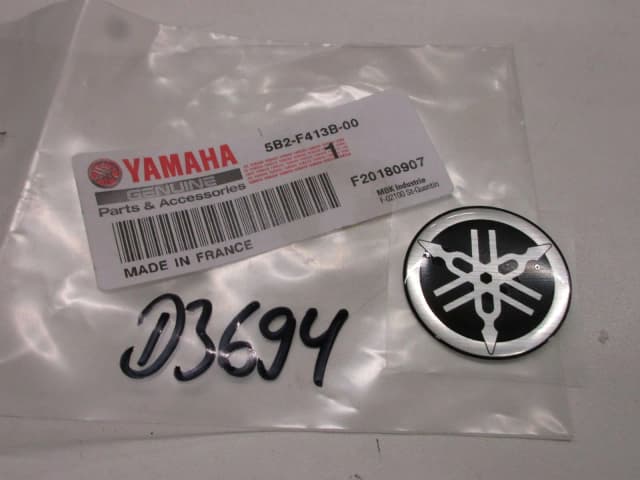 5B2-F413B-00
YAMAHA
1
GENUINE
Parts & Accessories
F20180907
MBK Industrie
F-02100 St-Quentin
MADE IN FRANCE
D3694